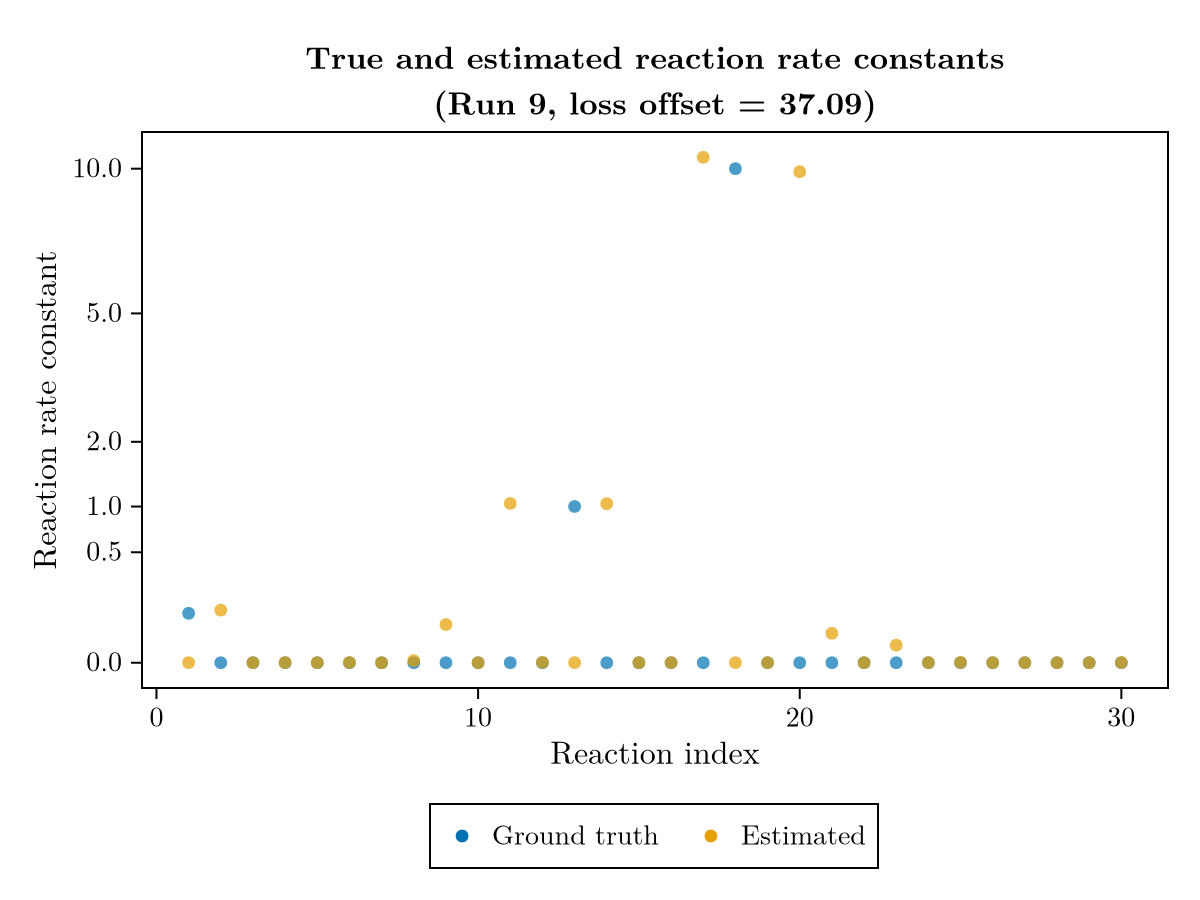 True and estimated reaction rate constants
(Run 9, loss offset = 37.09)
Reaction rate constant
10.0
5.0
2.0
1.0
0.5
0.0
0
10
20
30
Reaction index
Ground truth
Estimated